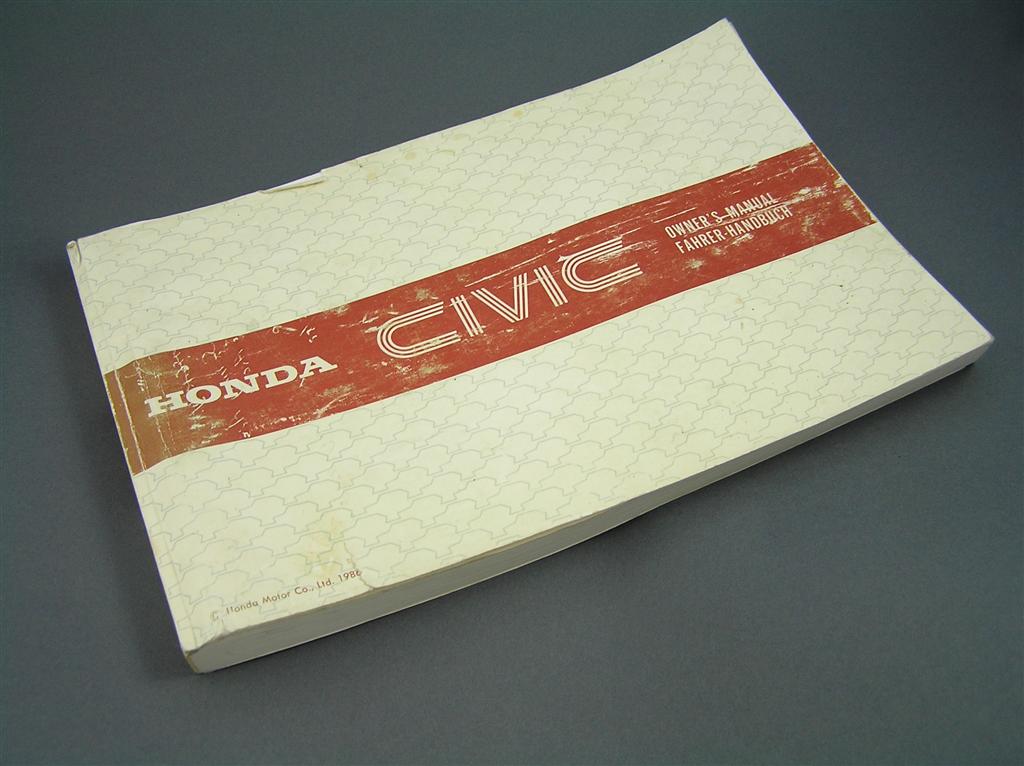 HONDA
CIVIC
OWNER'S MANUAL
FAHRER-HANDBUCH
© Honda Motor Co., Ltd. 1986